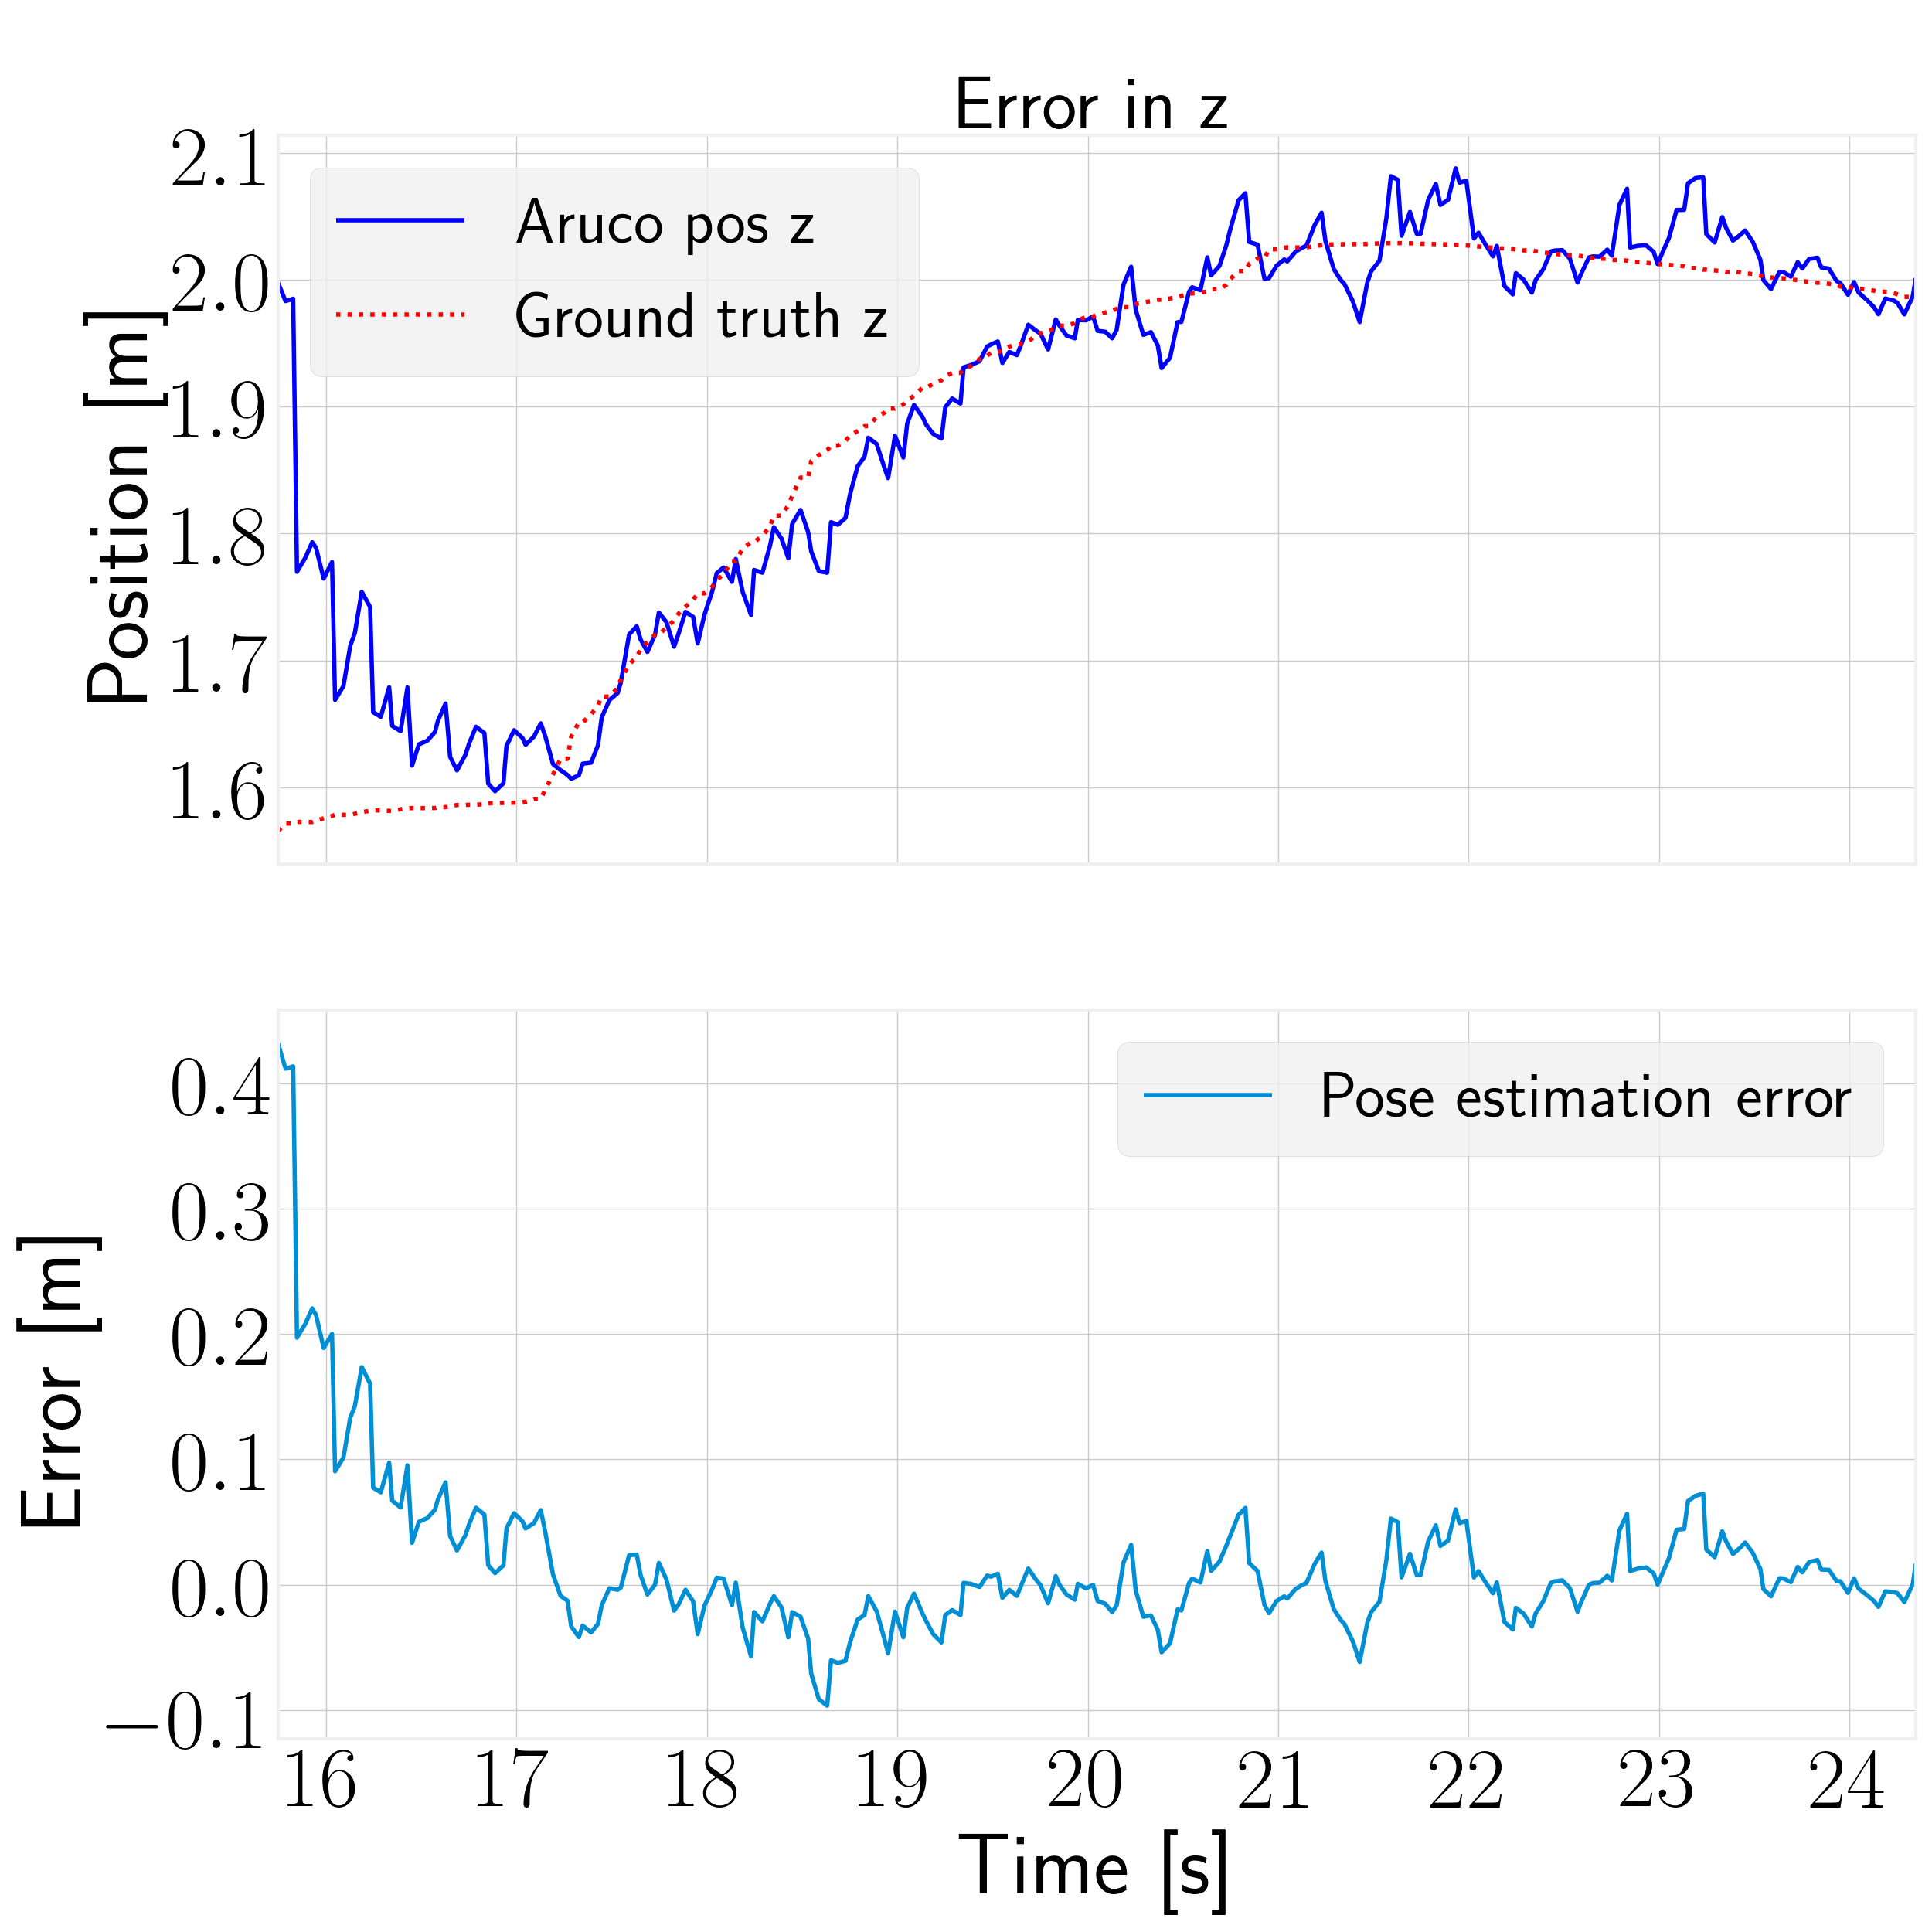 Error in z
Position [m]
2.1
2.0
1.9
1.8
1.7
1.6
Aruco pos z
Ground truth z
Error [m]
0.4
0.3
0.2
0.1
0.0
−0.1
Pose estimation error
16 17 18 19 20 21 22 23 24
Time [s]